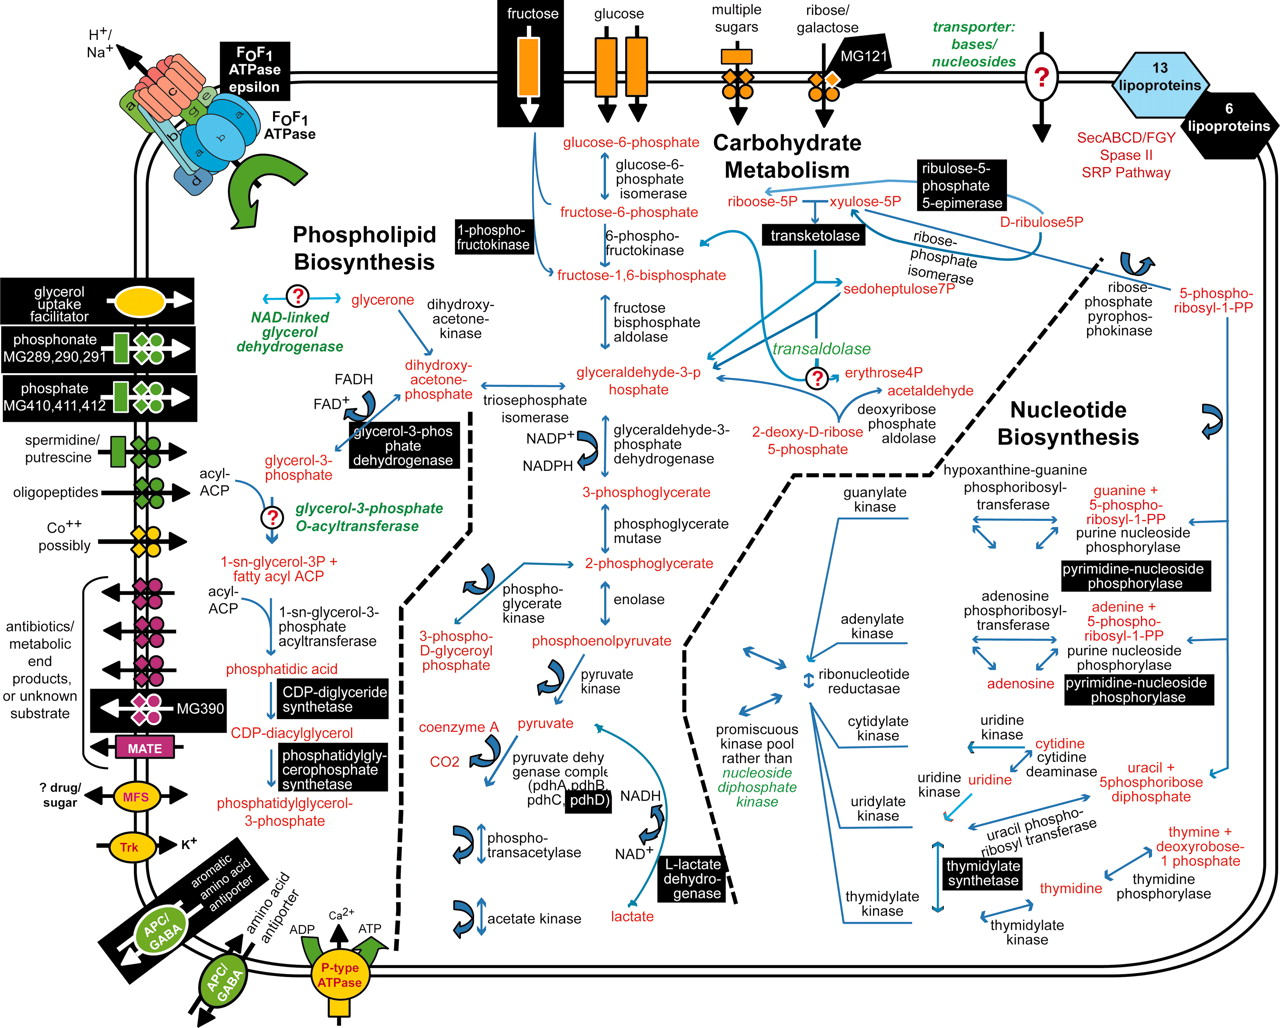 H+/
Na+
FOF1
ATPase
epsilon
FOF1
ATPase
a
c
g
e
b
a
a
b
a
d
fructose
glucose
multiple
sugars
ribose/
galactose
MG121
transporter:
bases/
nucleosides
?
13
lipoproteins
6
lipoproteins
SecABCD/FGY
Spase II
SRP Pathway
Carbohydrate
Metabolism
glucose-6-phosphate
glucose-6-
phosphate
isomerase
fructose-6-phosphate
1-phospho-
fructokinase
6-phospho-
fructokinase
fructose-1,6-bisphosphate
fructose
bisphosphate
aldolase
riboose-5P
xyulose-5P
ribulose-5-
phosphate
5-epimerase
D-ribulose5P
transketolase
ribose-
phosphate
isomerase
sedoheptulose7P
ribose-
phosphate
pyrophos-
phokinase
5-phospho-
ribosyl-1-PP
transaldolase
?
erythrose4P
acetaldehyde
deoxyribose
phosphate
aldolase
2-deoxy-D-ribose
5-phosphate
glyceraldehyde-3-p
hosphate
triosephosphate
isomerase
NADP+
NADPH
glyceraldehyde-3-
phosphate
dehydrogenase
3-phosphoglycerate
phosphoglycerate
mutase
2-phosphoglycerate
phospho-
glycerate
kinase
enolase
3-phospho-
D-glyceroyl
phosphate
phosphoenolpyruvate
pyruvate
kinase
coenzyme A
pyruvate
CO2
pyruvate dehy
genase comple
(pdhA,pdhB,
pdhC, pdhD)
NADH
NAD+
phospho-
transacetylase
L-lactate
dehydro-
genase
acetate kinase
lactate
Phospholipid
Biosynthesis
?
glycerone
NAD-linked
glycerol
dehydrogenase
dihydroxy-
acetone-
kinase
dihydroxy-
acetone-
phosphate
FADH
FAD+
glycerol-3-phos
phate
dehydrogenase
glycerol-3-
phosphate
acyl-
ACP
?
glycerol-3-phosphate
O-acyltransferase
1-sn-glycerol-3P +
fatty acyl ACP
acyl-
ACP
1-sn-glycerol-3-
phosphate
acyltransferase
phosphatidic acid
CDP-diglyceride
synthetase
CDP-diacylglycerol
phosphatidylgly-
cerophosphate
synthetase
phosphatidylglycerol-
3-phosphate
glycerol
uptake
facilitator
phosphonate
MG289,290,291
phosphate
MG410,411,412
spermidine/
putrescine
oligopeptides
Co++
possibly
antibiotics/
metabolic
end
products,
or unknown
substrate
MG390
MATE
? drug/
sugar
MFS
Trk
K+
aromatic
amino acid
antiporter
APC/
GABA
amino acid
antiporter
APC/
GABA
ADP
Ca2+
ATP
P-type
ATPase
Nucleotide
Biosynthesis
hypoxanthine-guanine
phosphoribosyl-
transferase
guanine +
5-phospho-
ribosyl-1-PP
purine nucleoside
phosphorylase
pyrimidine-nucleoside
phosphorylase
guanylate
kinase
adenosine
phosphoribosyl-
transferase
adenine +
5-phospho-
ribosyl-1-PP
purine nucleoside
phosphorylase
adenosine
pyrimidine-nucleoside
phosphorylase
adenylate
kinase
ribonucleotide
reductasae
promiscuous
kinase pool
rather than
nucleoside
diphosphate
kinase
cytidylate
kinase
uridine
kinase
cytidine
cytidine
deaminase
uridine
kinase
uridine
uracil +
5phosphoribose
diphosphate
uridylate
kinase
uracil phospho-
ribosyl transferase
thymidylate
synthetase
thymine +
deoxyrobose-
1 phosphate
thymidine
thymidine
phosphorylase
thymidylate
kinase
thymidylate
kinase